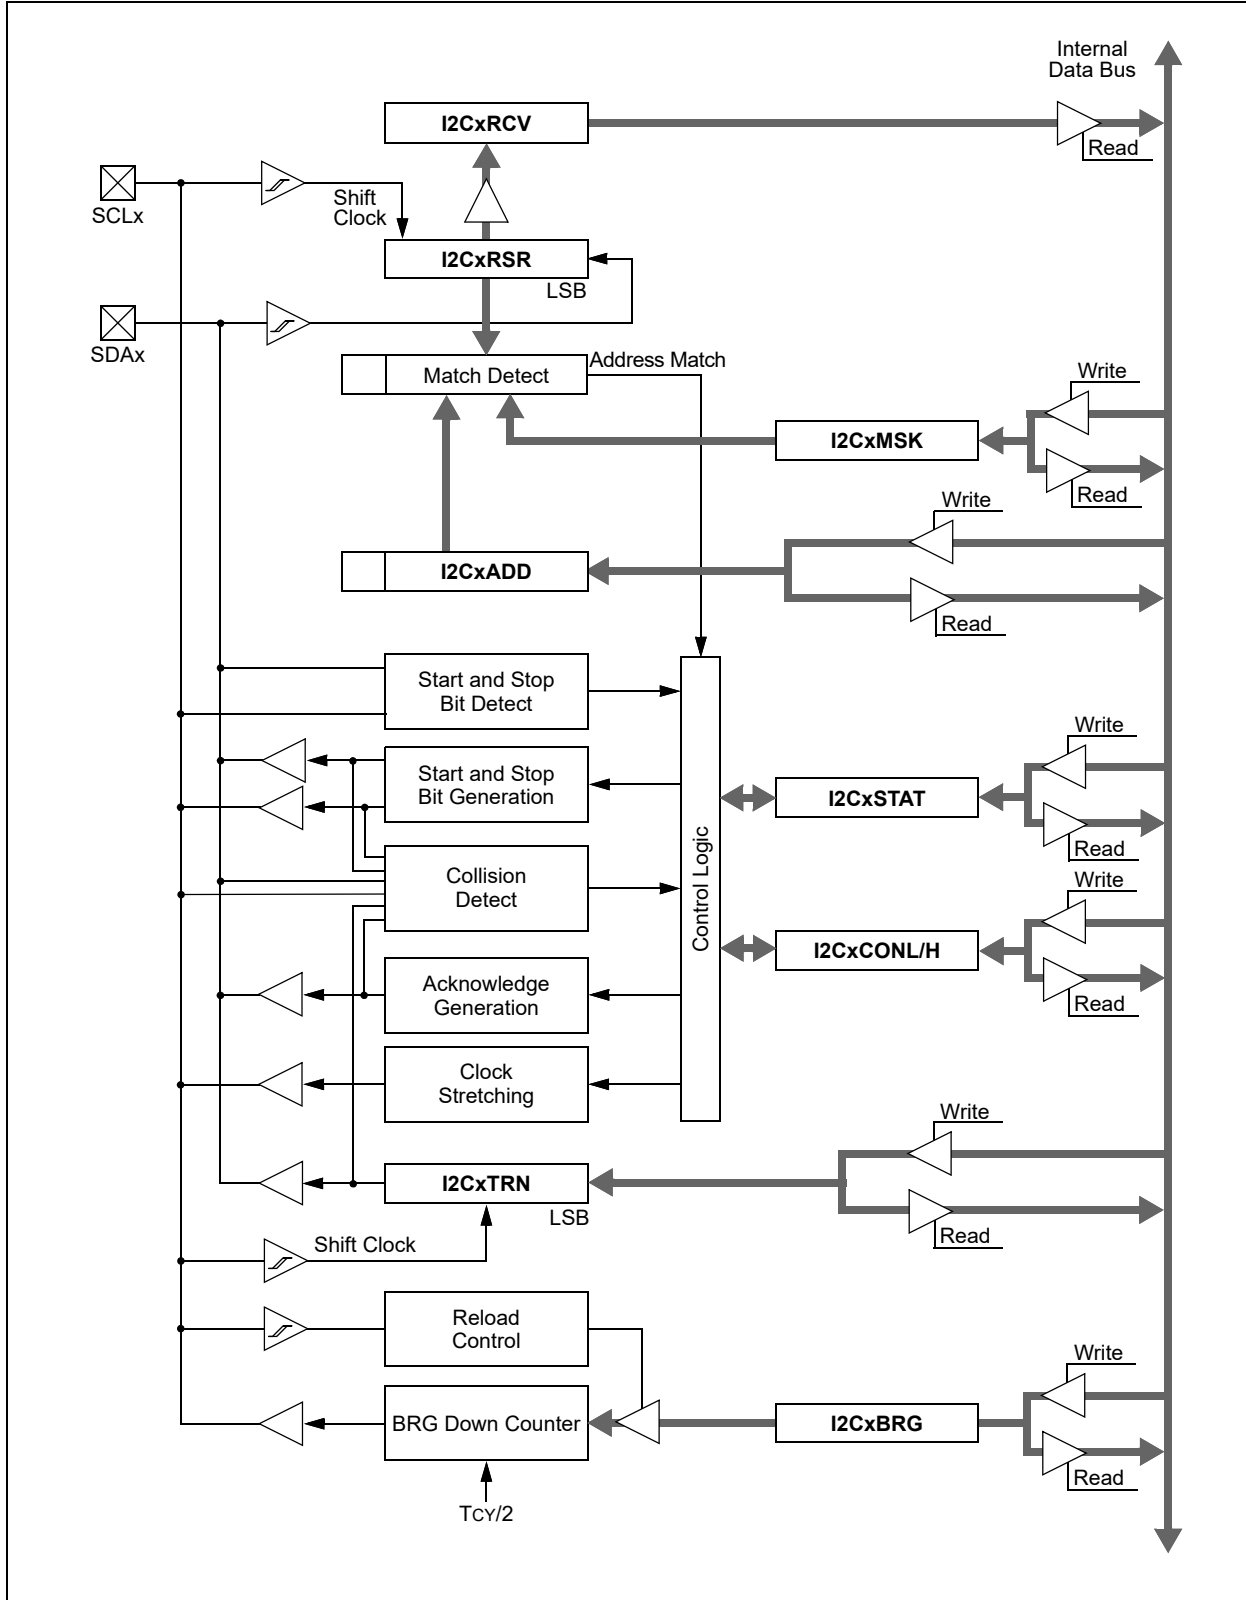 Internal
Data Bus
I2CxRCV
Read
SCLx
Shift
Clock
I2CxRSR
LSB
SDAx
Address Match
Match Detect
Write
I2CxMSK
Read
Write
I2CxADD
Read
Start and Stop
Bit Detect
Write
Start and Stop
Bit Generation
I2CxSTAT
Read
Control Logic
Collision
Detect
Write
I2CxCONL/H
Read
Acknowledge
Generation
Clock
Stretching
Write
I2CxTRN
LSB
Read
Shift Clock
Reload
Control
Write
BRG Down Counter
I2CxBRG
Read
TCY/2